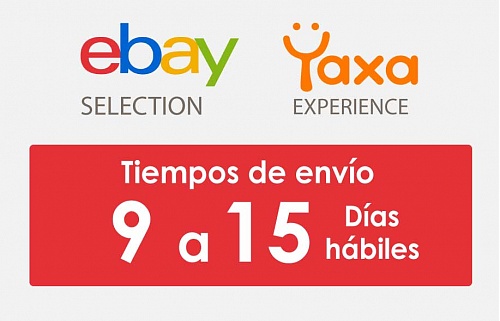 ebay
SELECTION
Yaxa
EXPERIENCE
Tiempos de envío
9 a 15 Días
hábiles